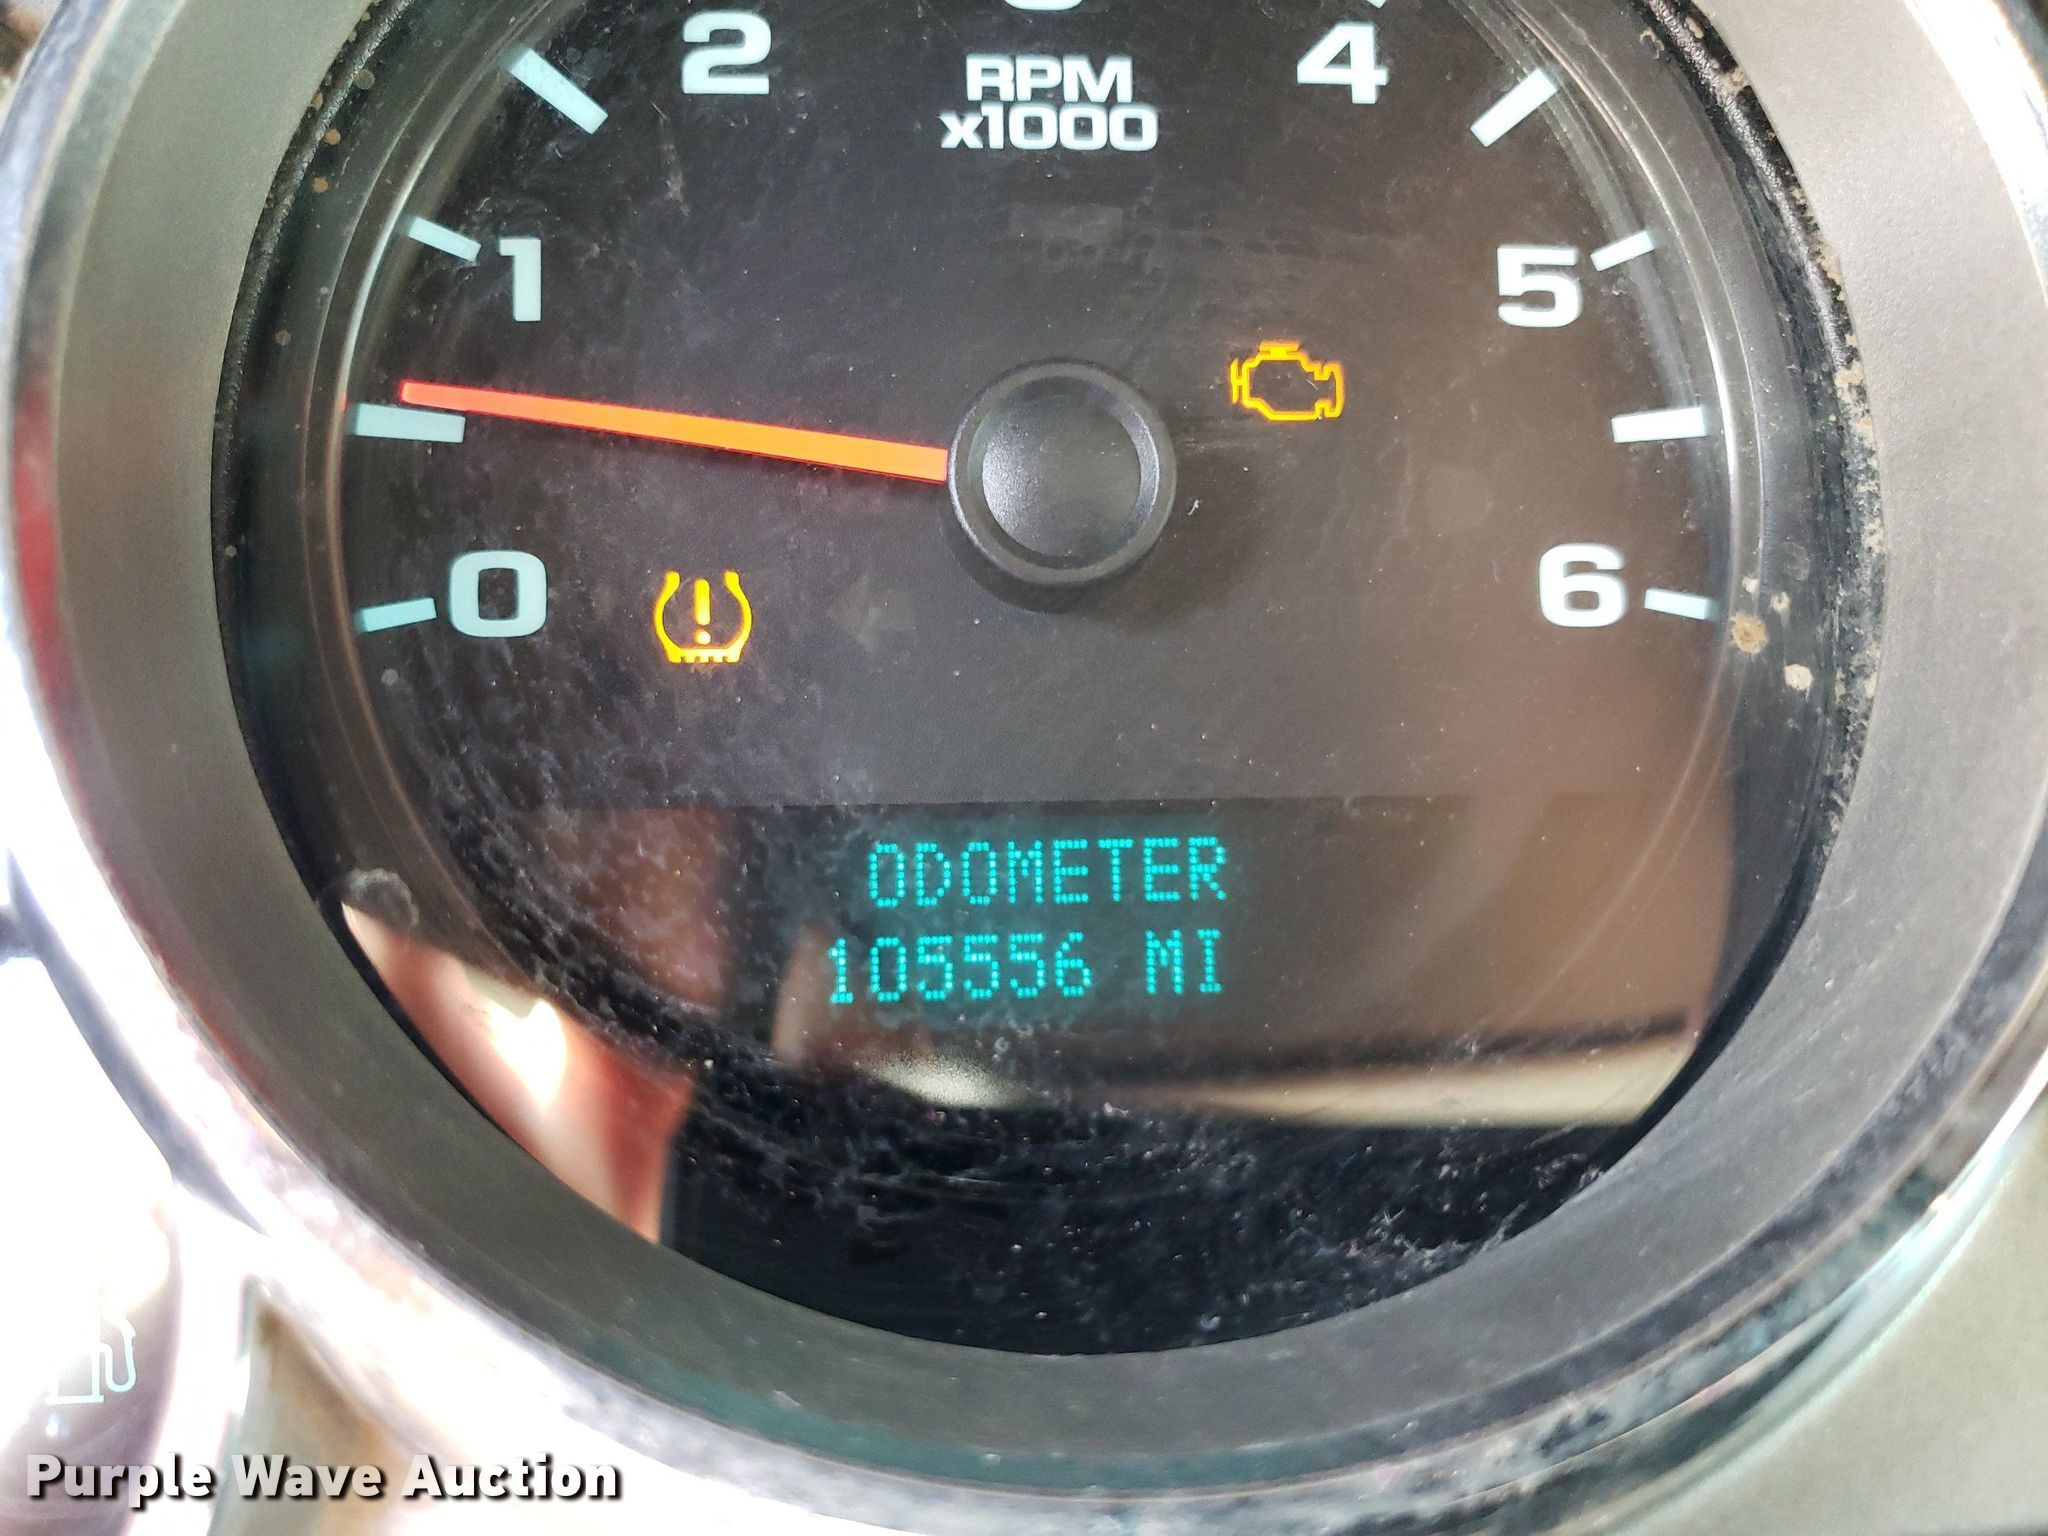 2
4
RPM
x1000
1
5
0
6
ODOMETER
105556 MI
Purple Wave Auction